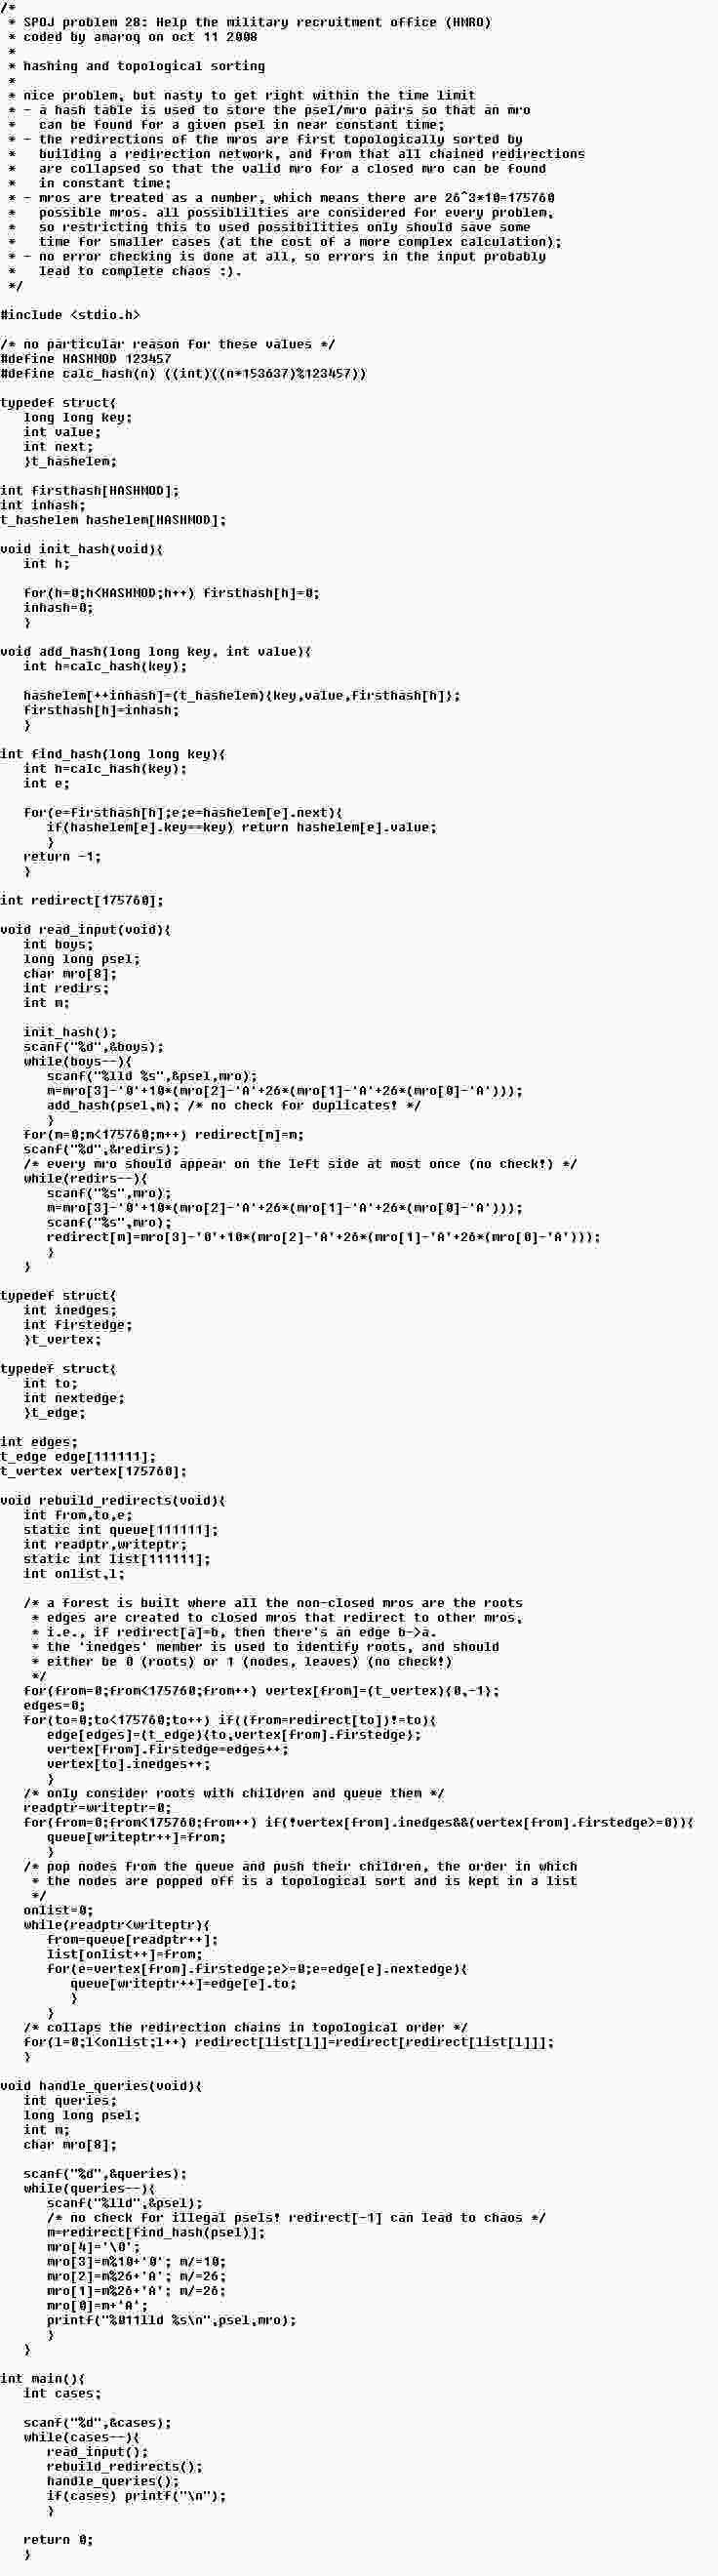 /*
 * SPOJ problem 28: Help the military recruitment office (HMRO)
 * coded by amaroq on oct 11 2008
 *
 * hashing and topological sorting
 *
 * nice problem, but nasty to get right within the time limit
 * - a hash table is used to store the psel/mro pairs so that an mro
 *   can be found for a given psel in near constant time;
 * - the redirections of the mros are first topologically sorted by
 *   building a redirection network, and from that all chained redirections
 *   are collapsed so that the valid mro for a closed mro can be found
 *   in constant time;
 * - mros are treated as a number, which means there are 26^3*10=175760
 *   possible mros. all possiblilties are considered for every problem,
 *   so restricting this to used possibilities only should save some
 *   time for smaller cases (at the cost of a more complex calculation);
 * - no error checking is done at all, so errors in the input probably
 *   lead to complete chaos :).
 */

#include <stdio.h>

/* no particular reason for these values */
#define HASHMOD 123457
#define calc_hash(n) ((int)((n*153637)%123457))

typedef struct{
   long long key;
   int value;
   int next;
   }t_hashelem;

int firsthash[HASHMOD];
int inhash;
t_hashelem hashelem[HASHMOD];

void init_hash(void){
   int h;

   for(h=0;h<HASHMOD;h++) firsthash[h]=0;
   inhash=0;
   }

void add_hash(long long key, int value){
   int h=calc_hash(key);

   hashelem[++inhash]=(t_hashelem){key,value,firsthash[h]};
   firsthash[h]=inhash;
   }

int find_hash(long long key){
   int h=calc_hash(key);
   int e;

   for(e=firsthash[h];e;e=hashelem[e].next){
      if(hashelem[e].key==key) return hashelem[e].value;
      }
   return -1;
   }

int redirect[175760];

void read_input(void){
   int boys;
   long long psel;
   char mro[8];
   int redirs;
   int m;

   init_hash();
   scanf("%d",&boys);
   while(boys--){
      scanf("%lld %s",&psel,mro);
      m=mro[3]-'0'+10*(mro[2]-'A'+26*(mro[1]-'A'+26*(mro[0]-'A')));
      add_hash(psel,m); /* no check for duplicates! */
      }
   for(m=0;m<175760;m++) redirect[m]=m;
   scanf("%d",&redirs);
   /* every mro should appear on the left side at most once (no check!) */
   while(redirs--){
      scanf("%s",mro);
      m=mro[3]-'0'+10*(mro[2]-'A'+26*(mro[1]-'A'+26*(mro[0]-'A')));
      scanf("%s",mro);
      redirect[m]=mro[3]-'0'+10*(mro[2]-'A'+26*(mro[1]-'A'+26*(mro[0]-'A')));
      }
   }

typedef struct{
   int inedges;
   int firstedge;
   }t_vertex;

typedef struct{
   int to;
   int nextedge;
   }t_edge;

int edges;
t_edge edge[111111];
t_vertex vertex[175760];

void rebuild_redirects(void){
   int from,to,e;
   static int queue[111111];
   int readptr,writeptr;
   static int list[111111];
   int onlist,l;

   /* a forest is built where all the non-closed mros are the roots
    * edges are created to closed mros that redirect to other mros,
    * i.e., if redirect[a]=b, then there's an edge b->a.
    * the 'inedges' member is used to identify roots, and should
    * either be 0 (roots) or 1 (nodes, leaves) (no check!)
    */
   for(from=0;from<175760;from++) vertex[from]=(t_vertex){0,-1};
   edges=0;
   for(to=0;to<175760;to++) if((from=redirect[to])!=to){
      edge[edges]=(t_edge){to,vertex[from].firstedge};
      vertex[from].firstedge=edges++;
      vertex[to].inedges++;
      }
   /* only consider roots with children and queue them */
   readptr=writeptr=0;
   for(from=0;from<175760;from++) if(!vertex[from].inedges&&(vertex[from].firstedge>=0)){
      queue[writeptr++]=from;
      }
   /* pop nodes from the queue and push their children, the order in which
    * the nodes are popped off is a topological sort and is kept in a list
    */
   onlist=0;
   while(readptr<writeptr){
      from=queue[readptr++];
      list[onlist++]=from;
      for(e=vertex[from].firstedge;e>=0;e=edge[e].nextedge){
         queue[writeptr++]=edge[e].to;
         }
      }
   /* collaps the redirection chains in topological order */
   for(l=0;l<onlist;l++) redirect[list[l]]=redirect[redirect[list[l]]];
   }

void handle_queries(void){
   int queries;
   long long psel;
   int m;
   char mro[8];

   scanf("%d",&queries);
   while(queries--){
      scanf("%lld",&psel);
      /* no check for illegal psels! redirect[-1] can lead to chaos */
      m=redirect[find_hash(psel)];
      mro[4]='\0';
      mro[3]=m%10+'0'; m/=10;
      mro[2]=m%26+'A'; m/=26;
      mro[1]=m%26+'A'; m/=26;
      mro[0]=m+'A';
      printf("%011lld %s\n",psel,mro);
      }
   }

int main(){
   int cases;

   scanf("%d",&cases);
   while(cases--){
      read_input();
      rebuild_redirects();
      handle_queries();
      if(cases) printf("\n");
      }

   return 0;
   }